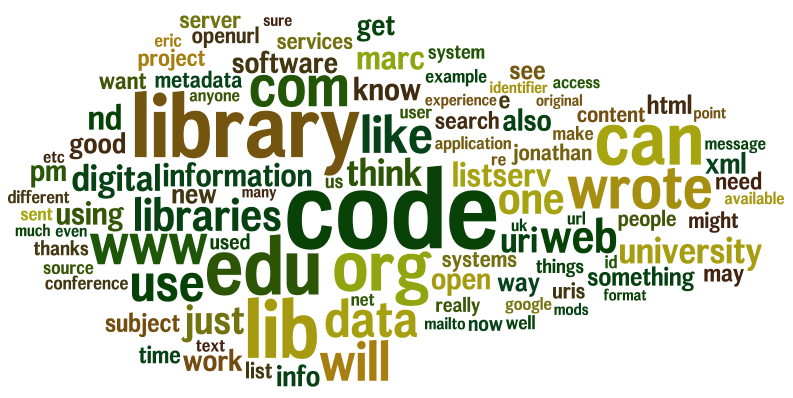 server sure
get
eric openurl
services
project software marc system
want metadata com know example see
anyone identifier access
library experience e original
nd user search also content html point
good like application make can message
etc re jonathan xml
pm digital information us think listserv one wrote need
different new many available
sent using libraries code uk url people might
much even
thanks www used uri web university
source edu org systems things id something may
conference use open way uris format
net really google mods
subject just lib data mailto now well
time text work list info will